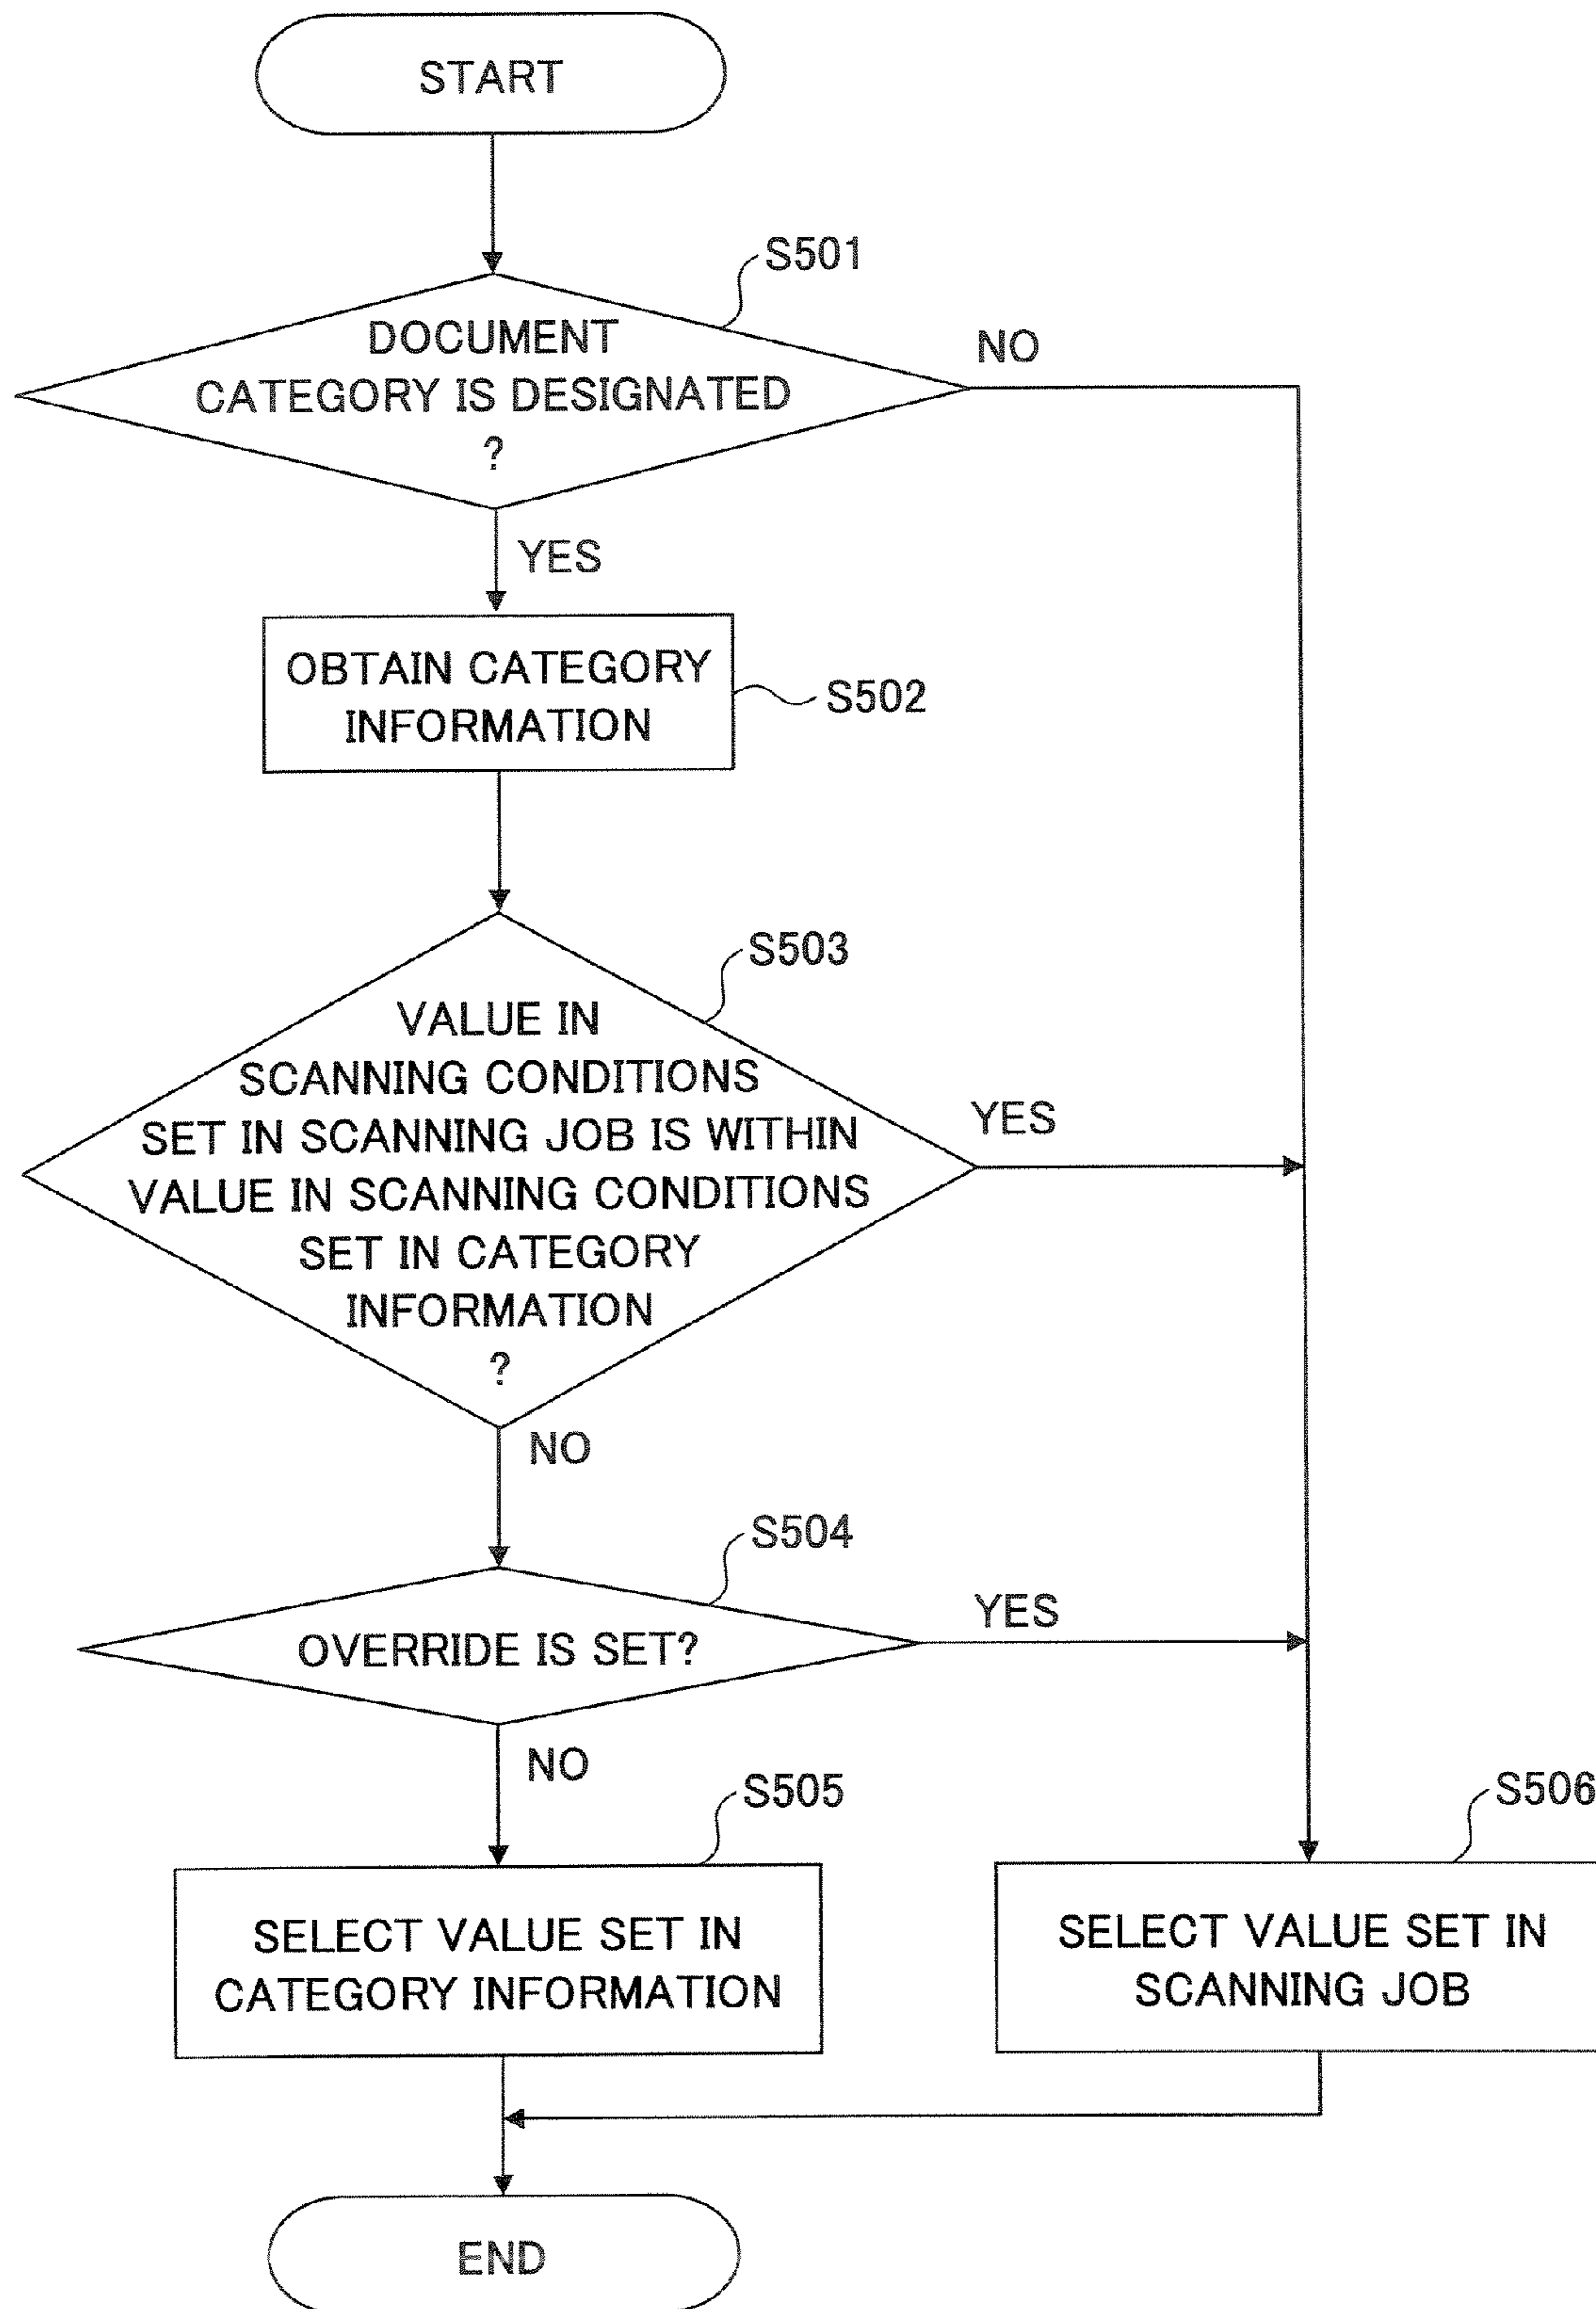 START
S501
DOCUMENT
CATEGORY IS DESIGNATED
?
NO
YES
OBTAIN CATEGORY
INFORMATION
S502
S503
VALUE IN
SCANNING CONDITIONS
SET IN SCANNING JOB IS WITHIN
VALUE IN SCANNING CONDITIONS
SET IN CATEGORY
INFORMATION
?
YES
NO
S504
OVERRIDE IS SET?
YES
NO
S505
SELECT VALUE SET IN
CATEGORY INFORMATION
S506
SELECT VALUE SET IN
SCANNING JOB
END